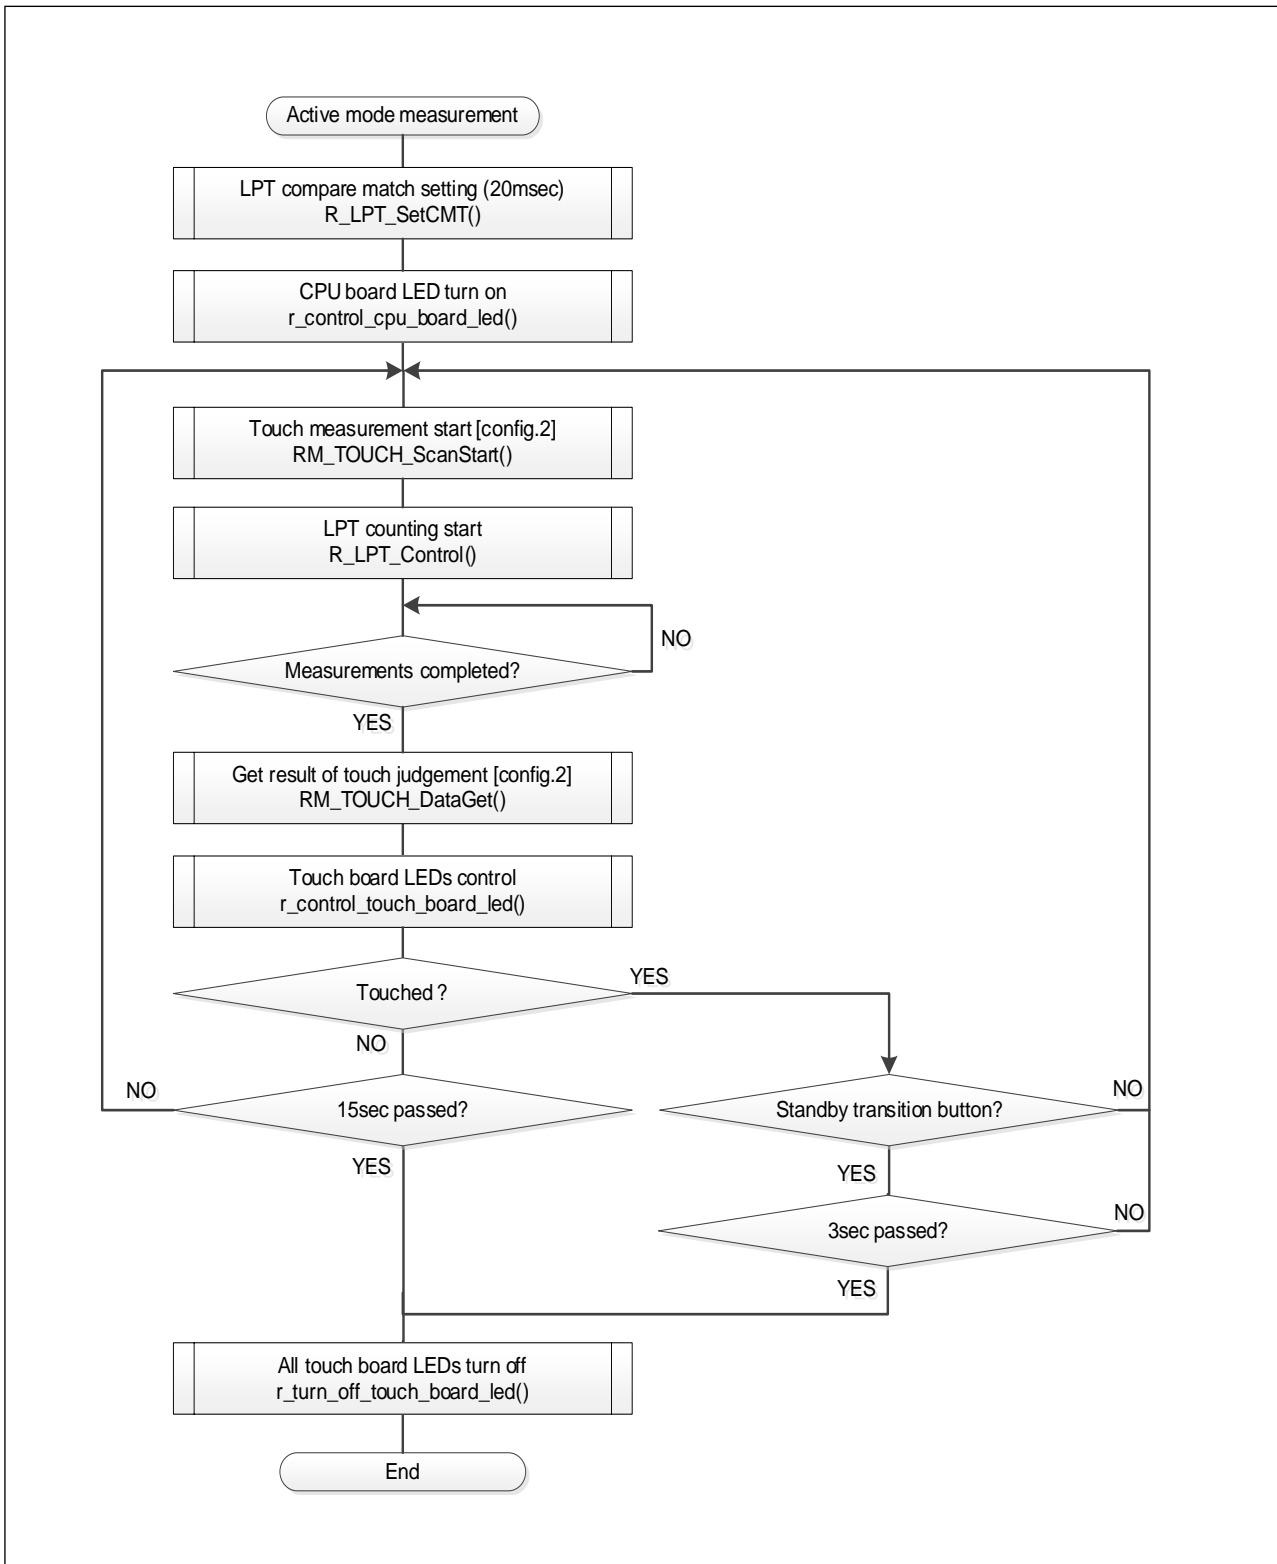 Active mode measurement
LPT compare match setting (20msec)
R_LPT_SetCMT()
CPU board LED turn on
r_control_cpu_board_led()
Touch measurement start [config.2]
RM_TOUCH_ScanStart()
LPT counting start
R_LPT_Control()
NO
Measurements completed?
YES
Get result of touch judgement [config.2]
RM_TOUCH_DataGet()
Touch board LEDs control
r_control_touch_board_led()
YES
Touched ?
NO
NO
15sec passed?
Standby transition button?
NO
YES
YES
3sec passed?
NO
YES
All touch board LEDs turn off
r_turn_off_touch_board_led()
End